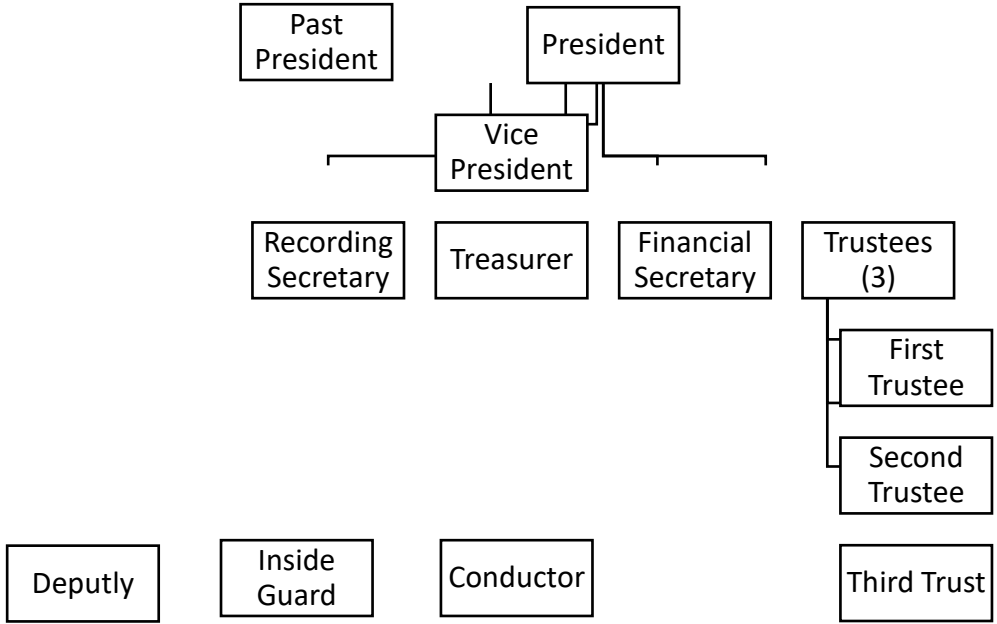 Past
President
President
Vice
President
Recording
Secretary
Treasurer
Financial
Secretary
Trustees
(3)
First
Trustee
Second
Trustee
Deputly
Inside
Guard
Conductor
Third Trust